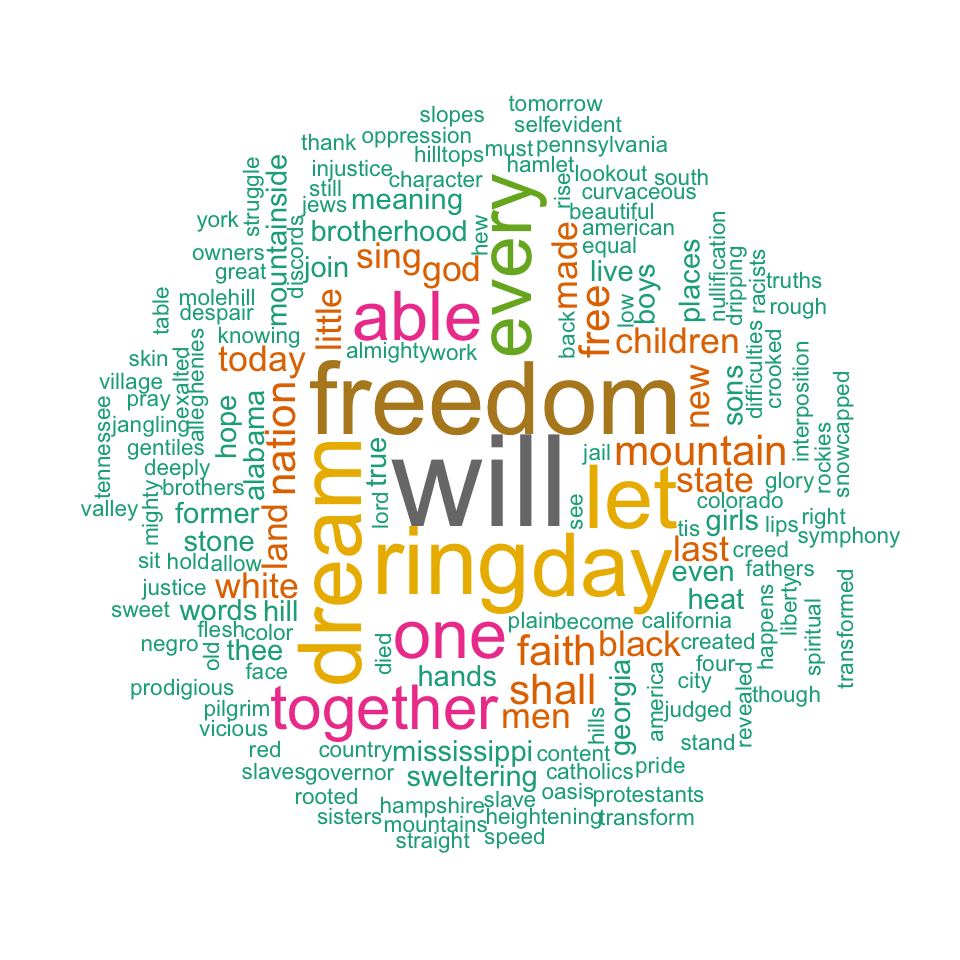 tomorrow
slopes
selfevident
thank
oppression
hilltops
must
pennsylvania
injustice
character
hamlet
lookout
south
still
jews
meaning
rise
curvaceous
beautiful
american
equal
york
struggle
mountainside
discords
brotherhood
hew
every
made
owners
great
join
sing
god
live
boys
places
nullification
dripping
racists
truths
rough
table
molehill
despair
little
able
back
free
low
knowing
today
almighty
work
children
difficulties
crooked
skin
exalted
alleghenies
freedom
new
sons
interposition
village
pray
tennessee
jangling
hope
alabama
nation
rockies
snowcapped
gentiles
deeply
true
will
jail
mountain
brothers
mighty
valley
former
land
dream
lord
let
see
state
colorado
glory
tis
girls
lips
right
symphony
stone
ring
day
last
creed
sit
hold
allow
even
fathers
justice
white
heat
sweet
words
hill
plain
become
california
happens
liberty
spiritual
transformed
negro
flesh
color
old
thee
died
one
faith
black
created
face
hands
four
city
prodigious
together
shall
men
georgia
america
judged
revealed
though
pilgrim
vicious
hills
stand
red
country
mississippi
content
slaves
governor
sweltering
catholics
pride
rooted
hampshire
slave
oasis
protestants
sisters
mountains
heightening
transform
straight
speed